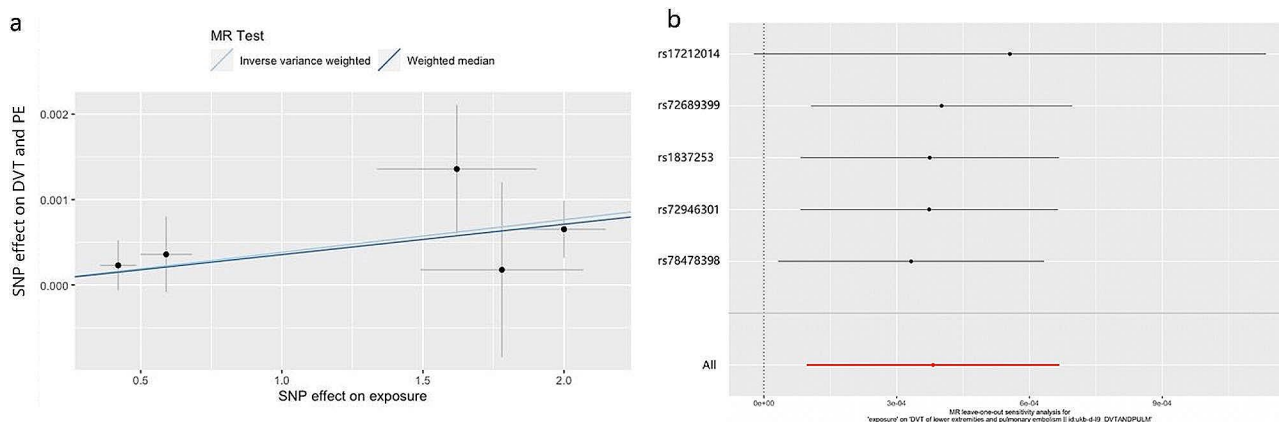 a
MR Test
Inverse variance weighted
Weighted median
SNP effect on DVT and PE
0.002
0.001
0.000
0.5 1.0 1.5 2.0
SNP effect on exposure
b
rs17212014
rs72689399
rs1837253
rs72946301
rs78478398
All
0e+00 3e-04 6e-04 9e-04
MR leave-one-out sensitivity analysis for
'exposure' on 'DVT of lower extremities and pulmonary embolism || id:ukb-d-I9_DVTANDPULM'